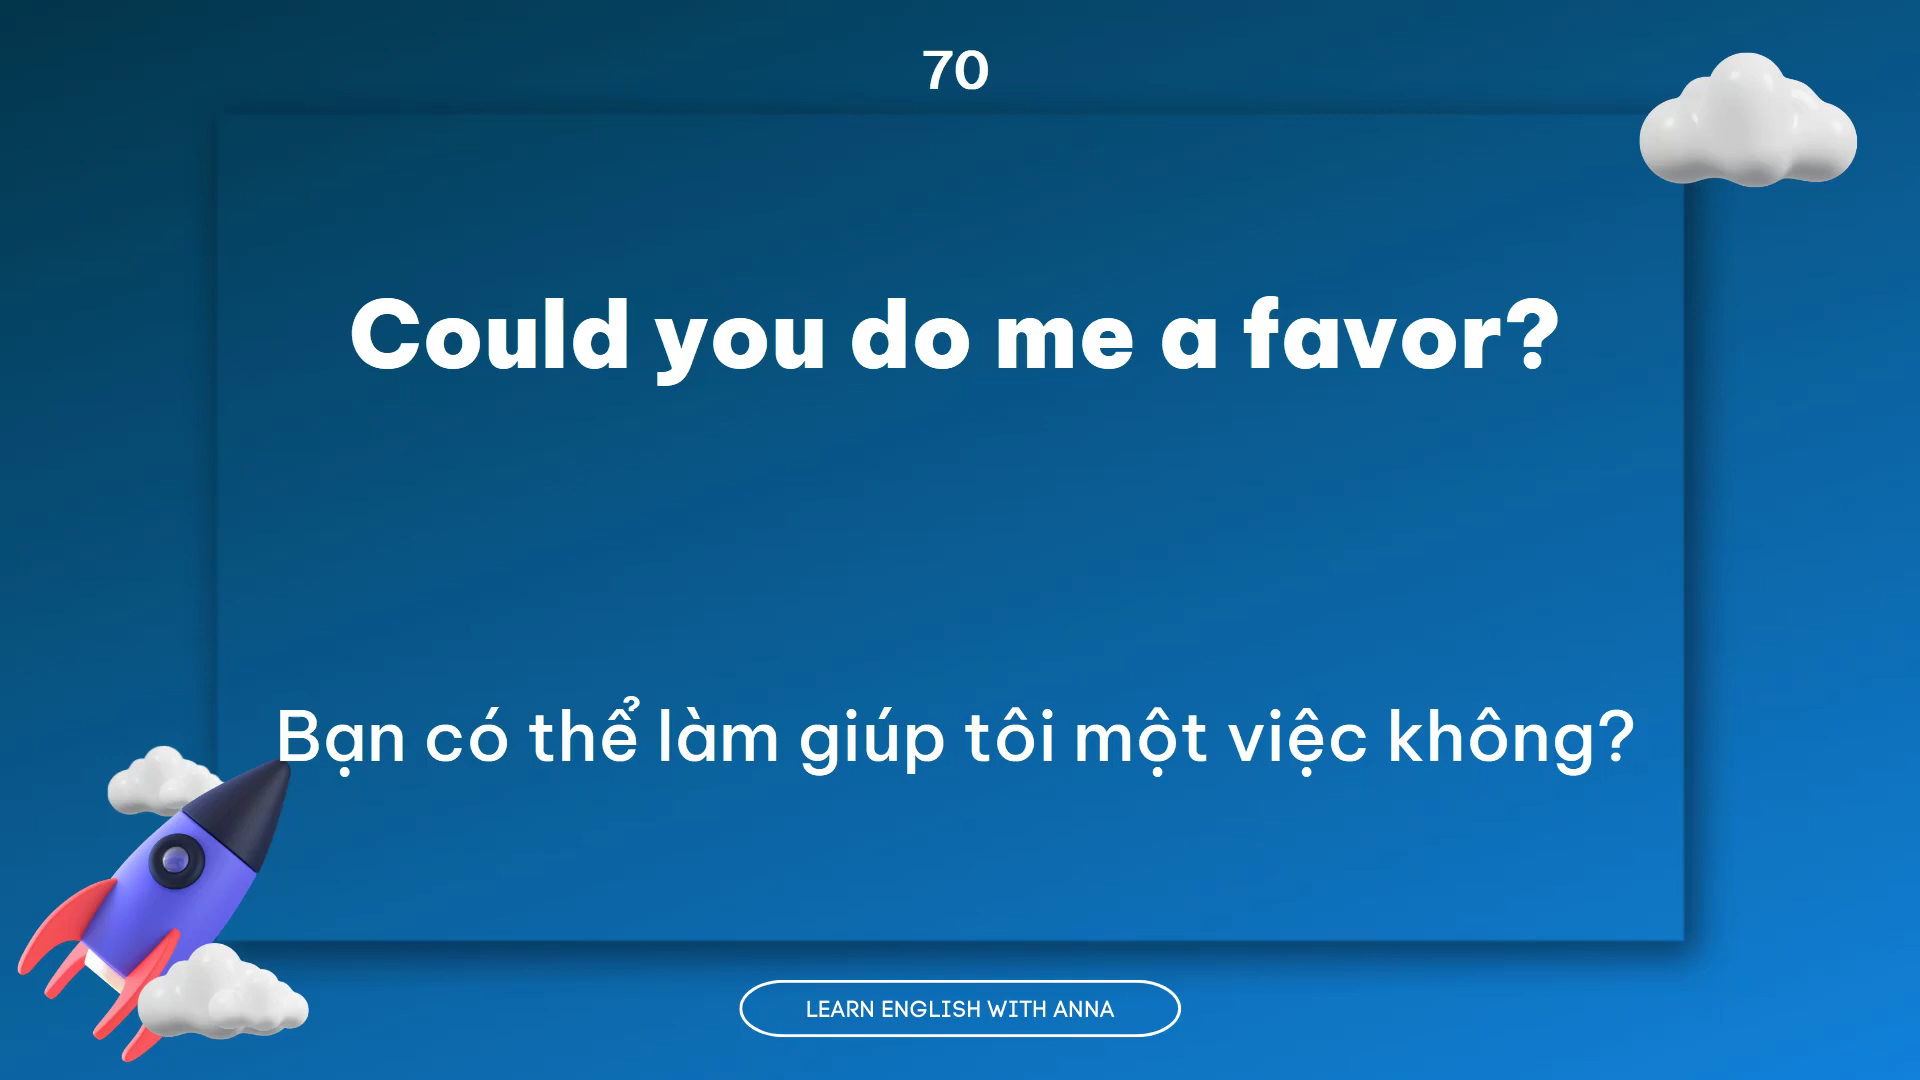 70
Could you do me a favor?
Bạn có thể làm giúp tôi một việc không?
LEARN ENGLISH WITH ANNA